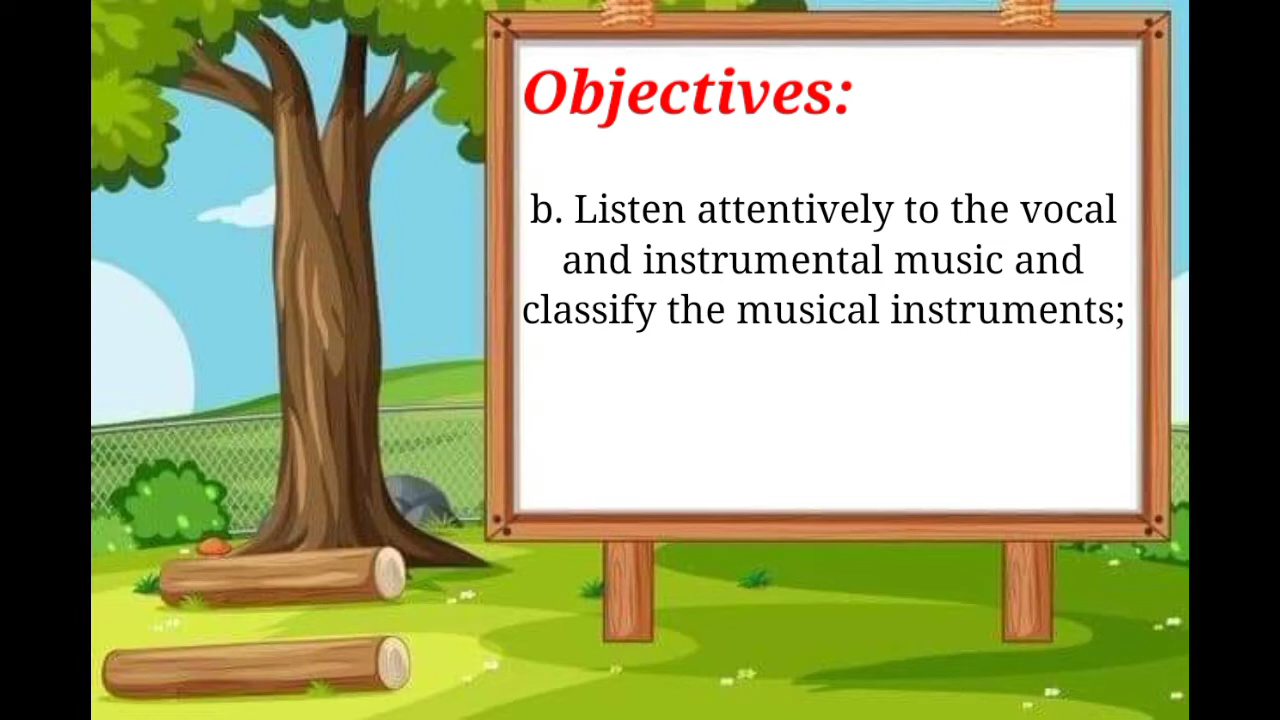 Objectives:
b. Listen attentively to the vocal
and instrumental music and
classify the musical instruments;